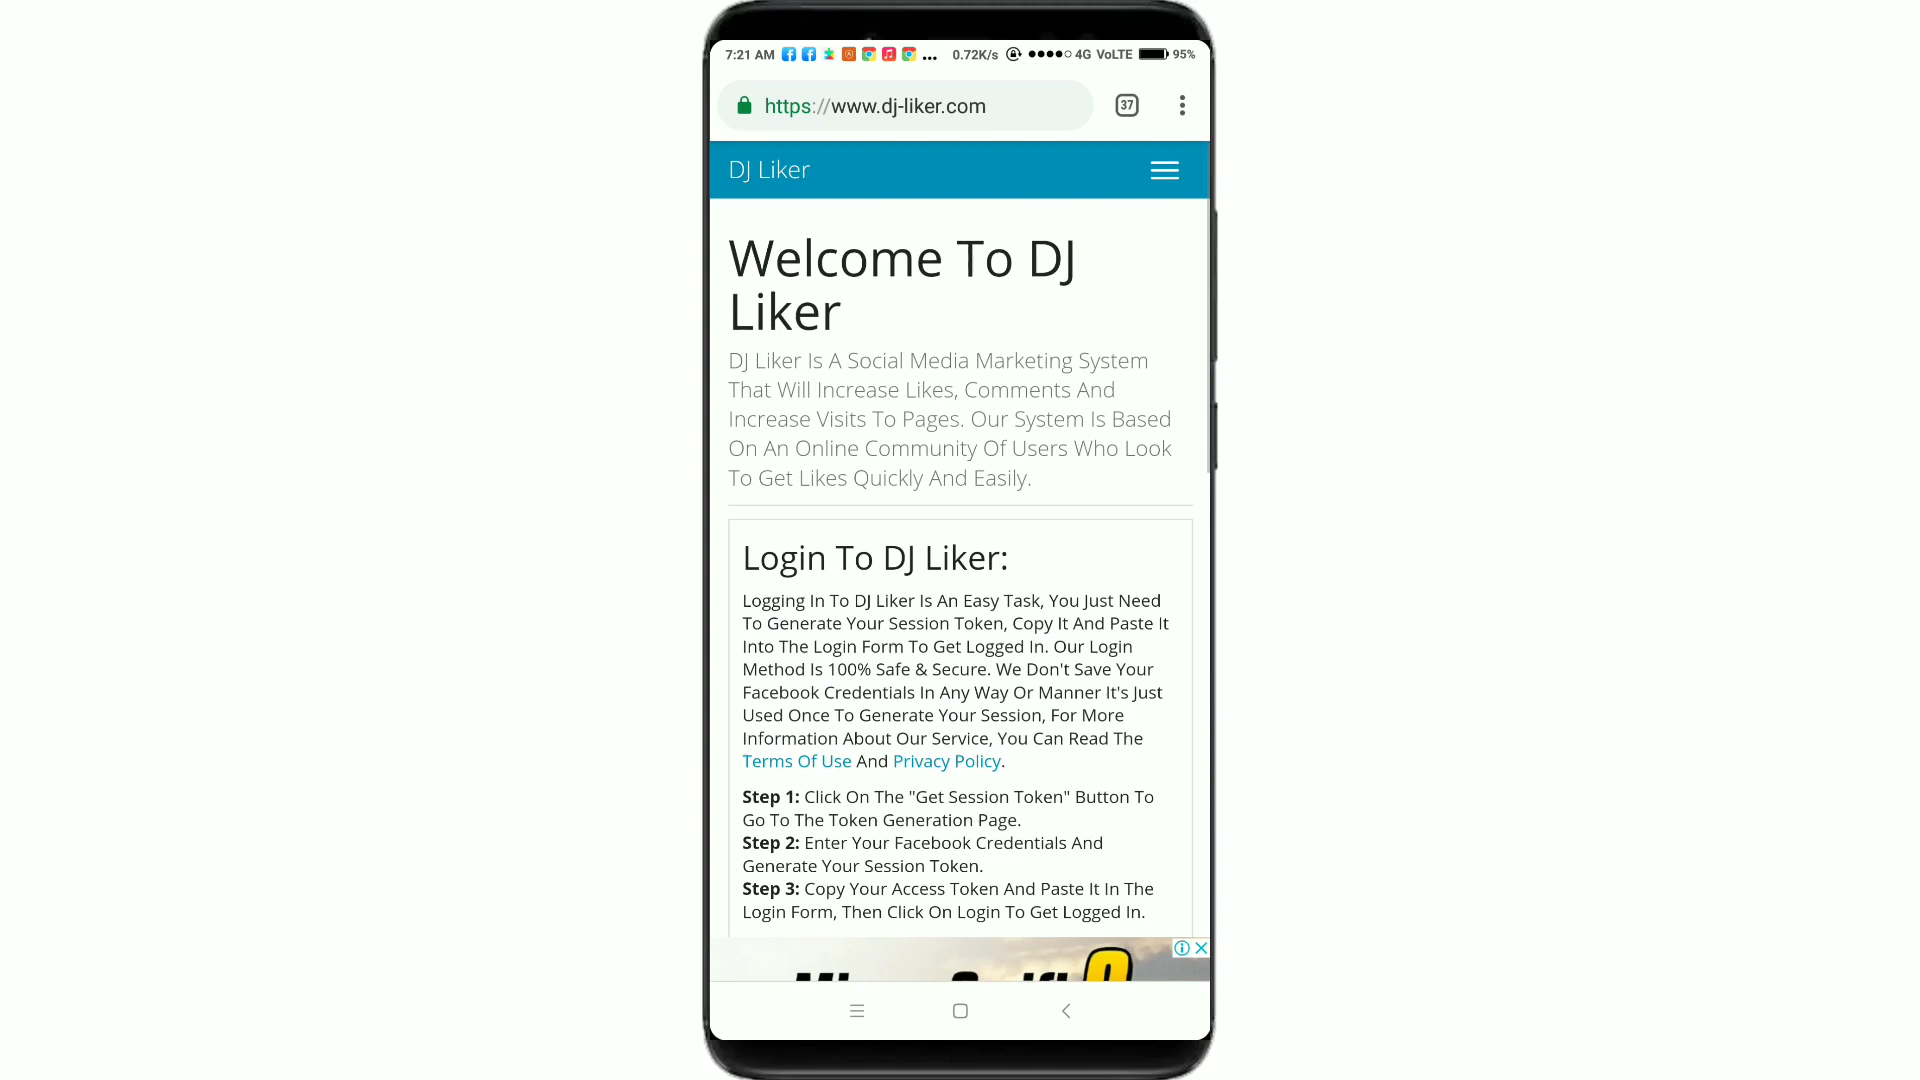 7:21 AM ... 0.72K/s 4G VoLTE 95%
https://www.dj-liker.com 37
DJ Liker
Welcome To DJ
Liker
DJ Liker Is A Social Media Marketing System
That Will Increase Likes, Comments And
Increase Visits To Pages. Our System Is Based
On An Online Community Of Users Who Look
To Get Likes Quickly And Easily.
Login To DJ Liker:
Logging In To DJ Liker Is An Easy Task, You Just Need
To Generate Your Session Token, Copy It And Paste It
Into The Login Form To Get Logged In. Our Login
Method Is 100% Safe & Secure. We Don't Save Your
Facebook Credentials In Any Way Or Manner It's Just
Used Once To Generate Your Session, For More
Information About Our Service, You Can Read The
Terms Of Use And Privacy Policy.
Step 1: Click On The "Get Session Token" Button To
Go To The Token Generation Page.
Step 2: Enter Your Facebook Credentials And
Generate Your Session Token.
Step 3: Copy Your Access Token And Paste It In The
Login Form, Then Click On Login To Get Logged In.